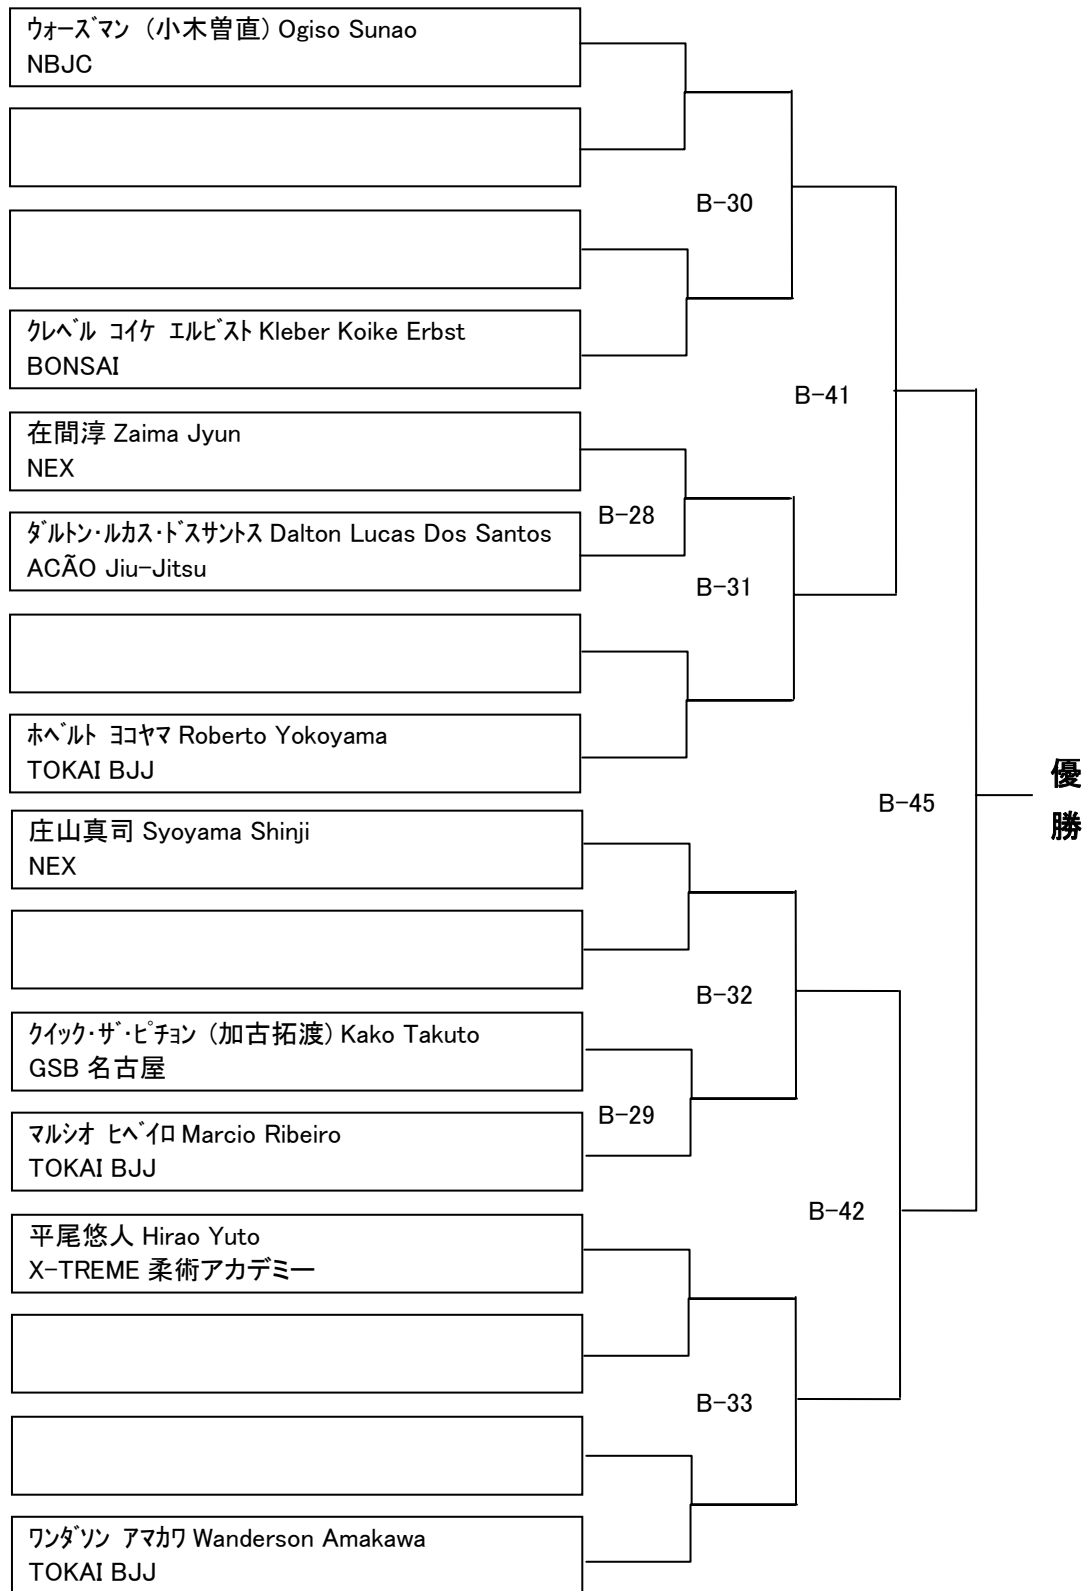 ウォーズマン (小木曽直) Ogiso Sunao
NBJC
B-30
クレベル コイケ エルビスト Kleber Koike Erbst
BONSAI
B-41
在間淳 Zaima Jyun
NEX
B-28
ダルトン・ルカス・ドスサントス Dalton Lucas Dos Santos
ACÃO Jiu-Jitsu
B-31
ホベルト ヨコヤマ Roberto Yokoyama
TOKAI BJJ
B-45
優
勝
庄山真司 Syoyama Shinji
NEX
B-32
クイック・ザ・ピチョン (加古拓渡) Kako Takuto
GSB 名古屋
B-29
マルシオ ヒベイロ Marcio Ribeiro
TOKAI BJJ
B-42
平尾悠人 Hirao Yuto
X-TREME 柔術アカデミー
B-33
ワンダソン アマカワ Wanderson Amakawa
TOKAI BJJ